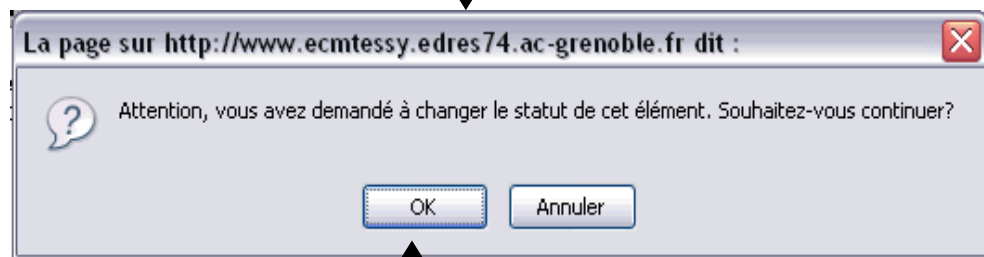 La page sur http://www.ecmtessy.edres74.ac-grenoble.fr dit :
Attention, vous avez demandé à changer le statut de cet élément. Souhaitez-vous continuer?
OK
Annuler